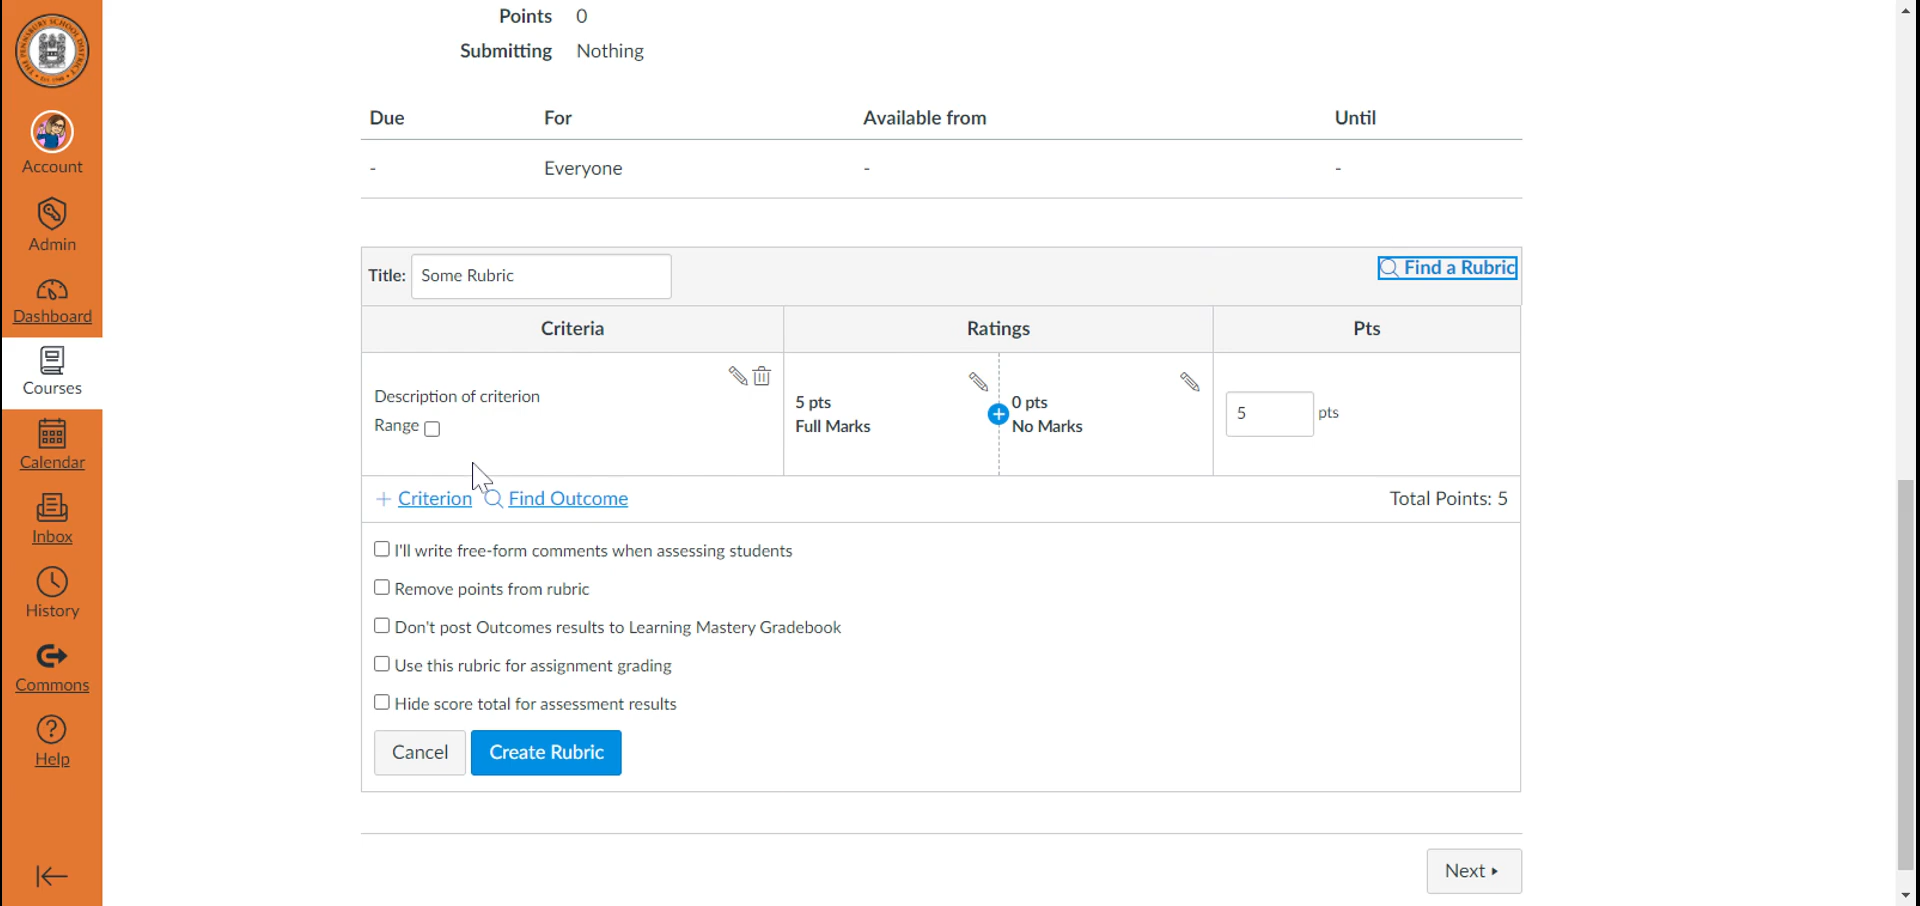 Points 0
Submitting Nothing
Due For Available from Until
- Everyone - -
Title: Some Rubric Find a Rubric
Criteria Ratings Pts
Description of criterion
Range
5 pts
Full Marks
0 pts
No Marks
5 pts
+ Criterion Find Outcome Total Points: 5
I'll write free-form comments when assessing students
Remove points from rubric
Don't post Outcomes results to Learning Mastery Gradebook
Use this rubric for assignment grading
Hide score total for assessment results
Cancel Create Rubric
Next
Account
Admin
Dashboard
Courses
Calendar
Inbox
History
Commons
Help